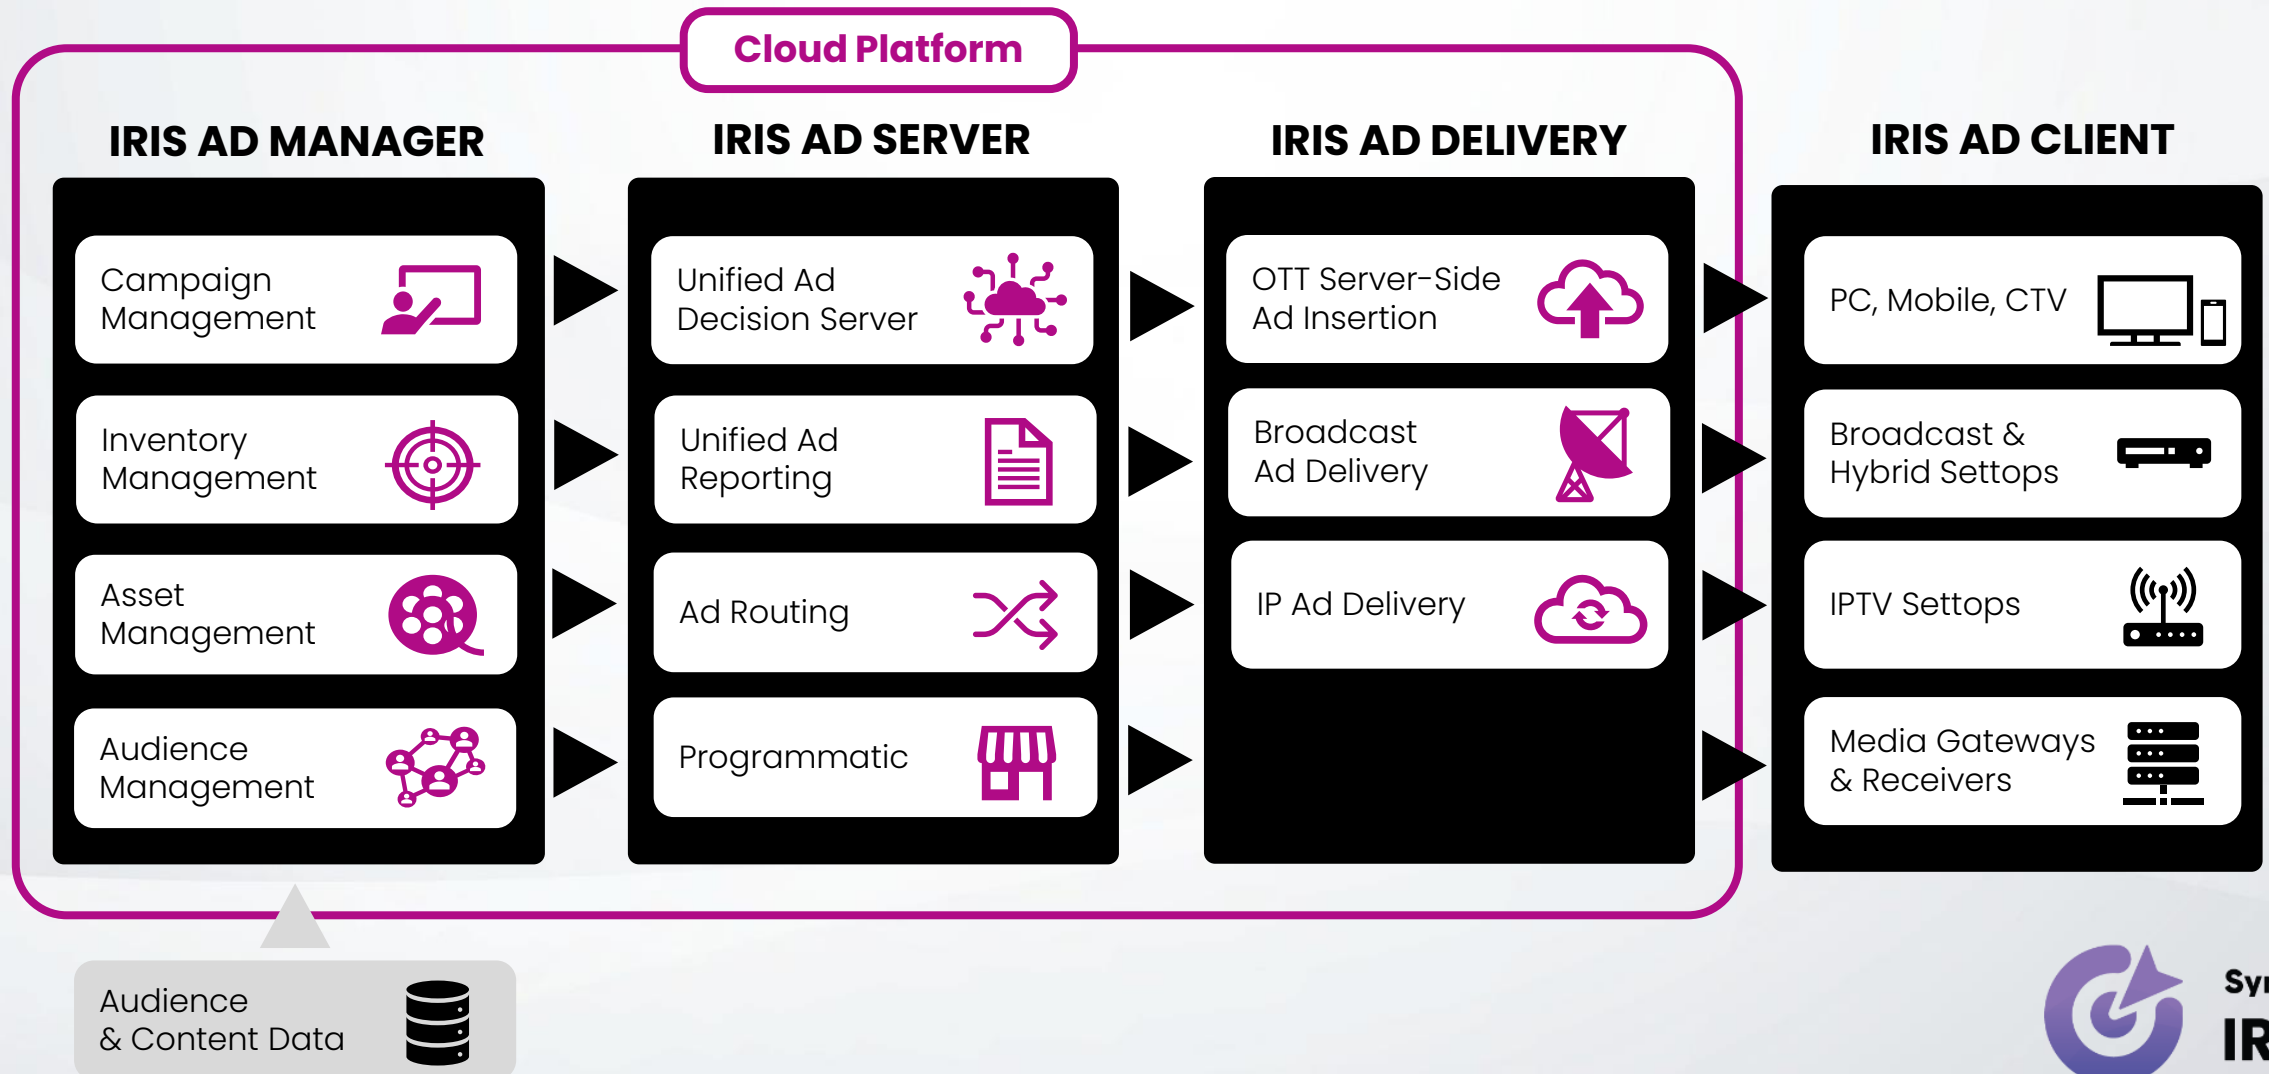 Cloud Platform
IRIS AD MANAGER
Campaign
Management
Inventory
Management
Asset
Management
Audience
Management
IRIS AD SERVER
Unified Ad
Decision Server
Unified Ad
Reporting
Ad Routing
Programmatic
IRIS AD DELIVERY
OTT Server-Side
Ad Insertion
Broadcast
Ad Delivery
IP Ad Delivery
IRIS AD CLIENT
PC, Mobile, CTV
Broadcast &
Hybrid Settops
IPTV Settops
Media Gateways
& Receivers
Audience
& Content Data